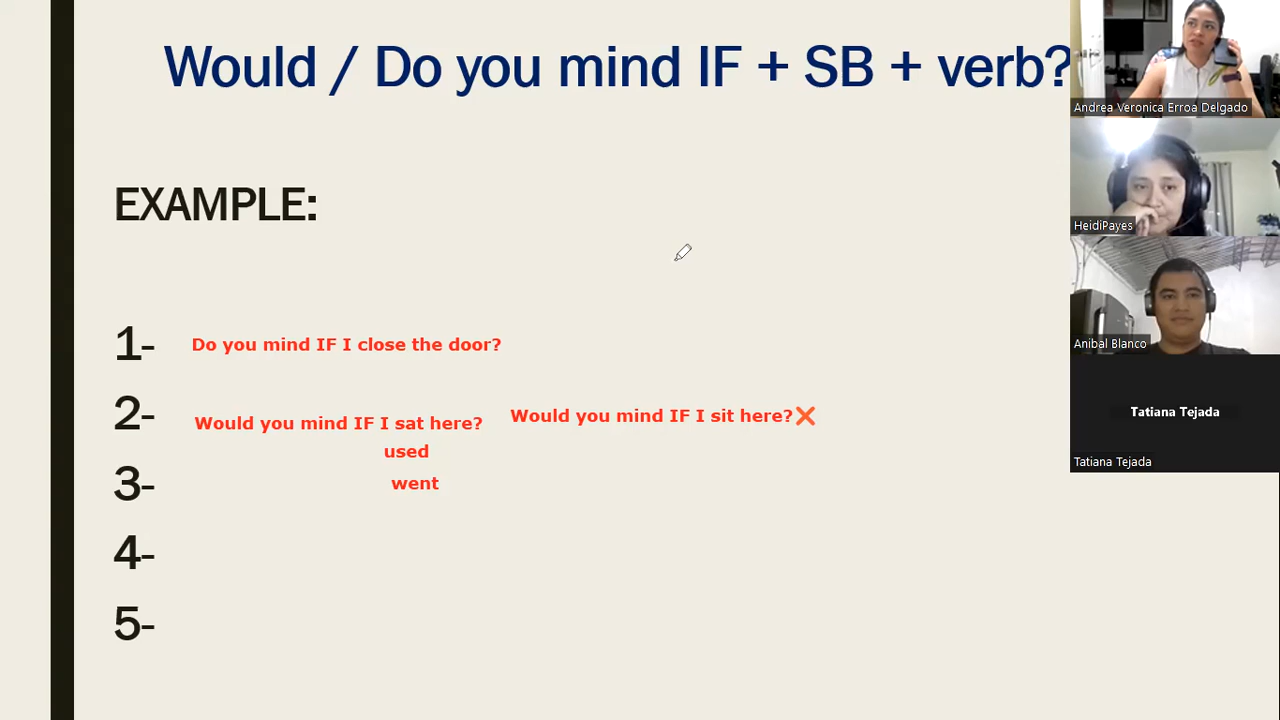 Would / Do you mind IF + SB + verb?
EXAMPLE:
1- Do you mind IF I close the door?
2- Would you mind IF I sat here? Would you mind IF I sit here?❌
used
3- went
4-
5-
Andrea Veronica Erroa Delgado
HeidiPayes
Anibal Blanco
Tatiana Tejada
Tatiana Tejada